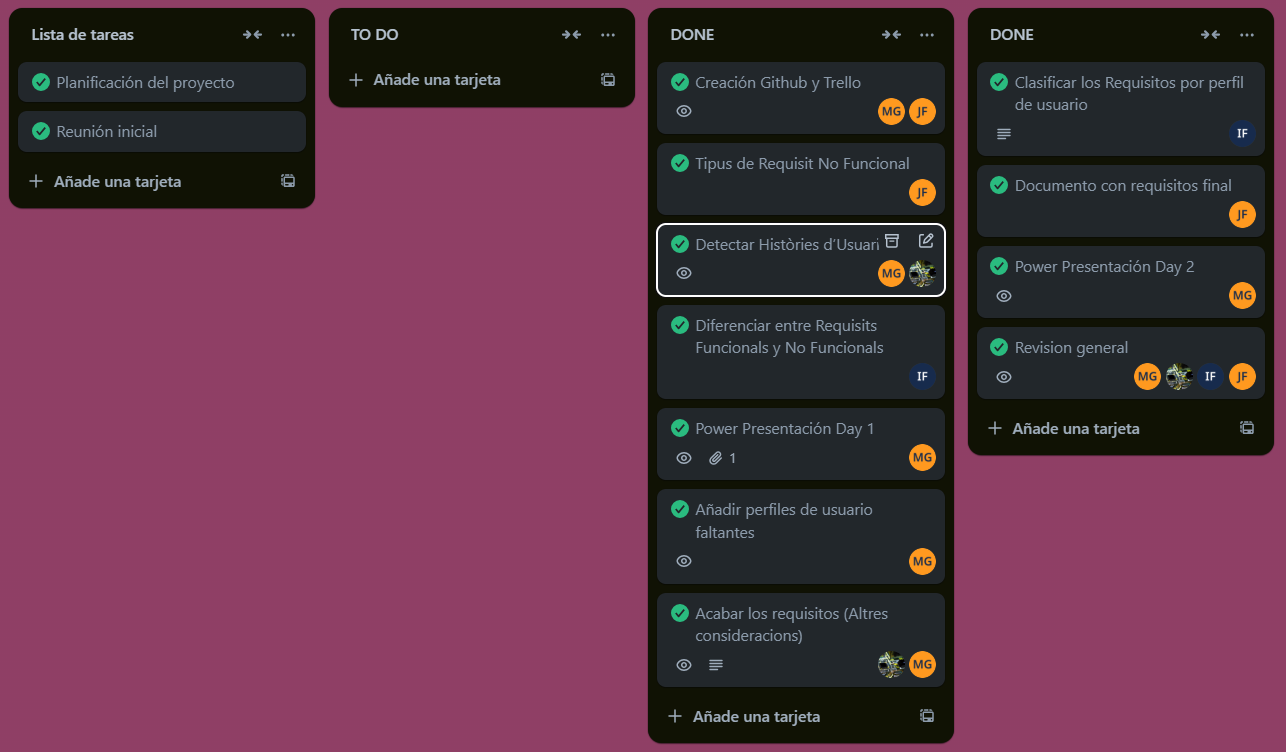 Lista de tareas
Planificación del proyecto
Reunión inicial
Añade una tarjeta
TO DO
Añade una tarjeta
DONE
Creación Github y Trello
MG JF
Tipus de Requisit No Funcional
JF
Detectar Històries d'Usuari
MG
Diferenciar entre Requisits
Funcionals y No Funcionals
IF
Power Presentación Day 1
1 MG
Añadir perfiles de usuario
faltantes
MG
Acabar los requisitos (Altres
consideracions)
MG
Añade una tarjeta
DONE
Clasificar los Requisitos por perfil
de usuario
IF
Documento con requisitos final
JF
Power Presentación Day 2
MG
Revision general
MG IF JF
Añade una tarjeta